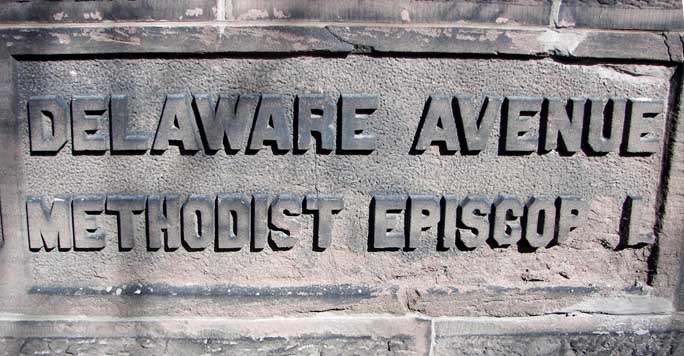 DELAWARE AVENUE
METHODIST EPISCOP L